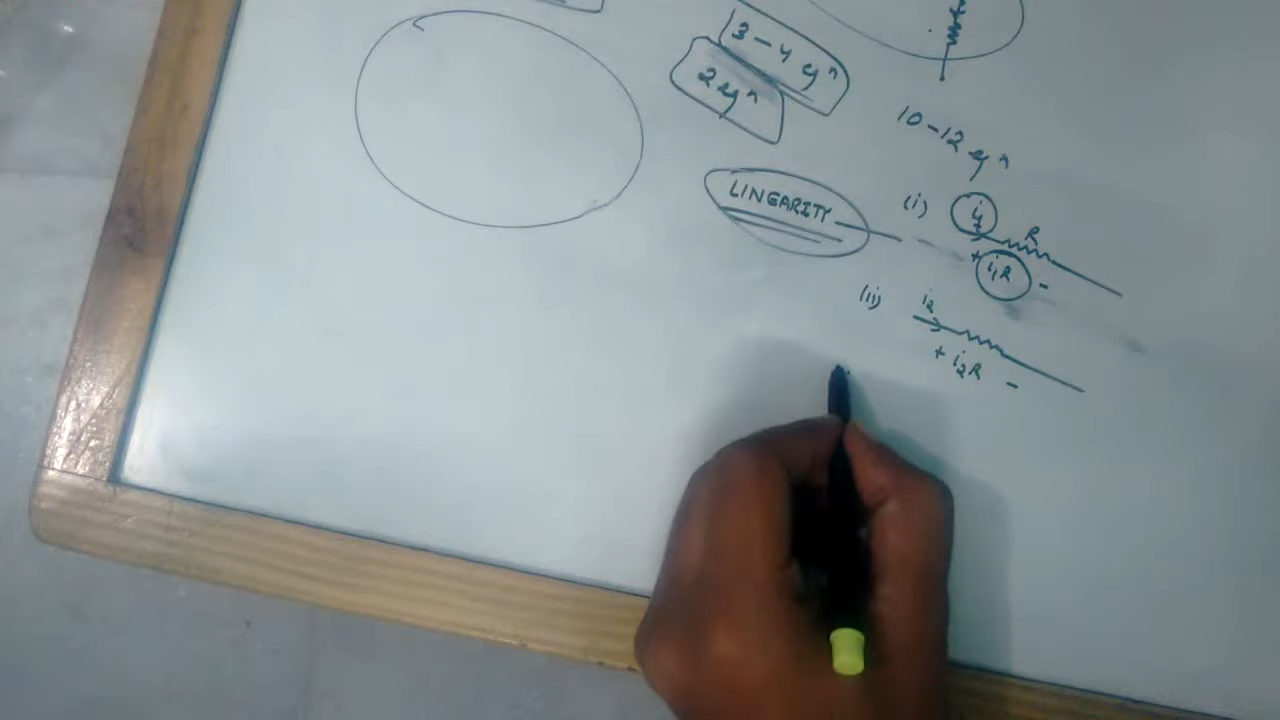 3 - 4 eqⁿ
2 eqⁿ
10 - 12 eqⁿ
LINEARITY
(i) i₁ R
+ i₁R -
(ii) i₂
+ i₂R -